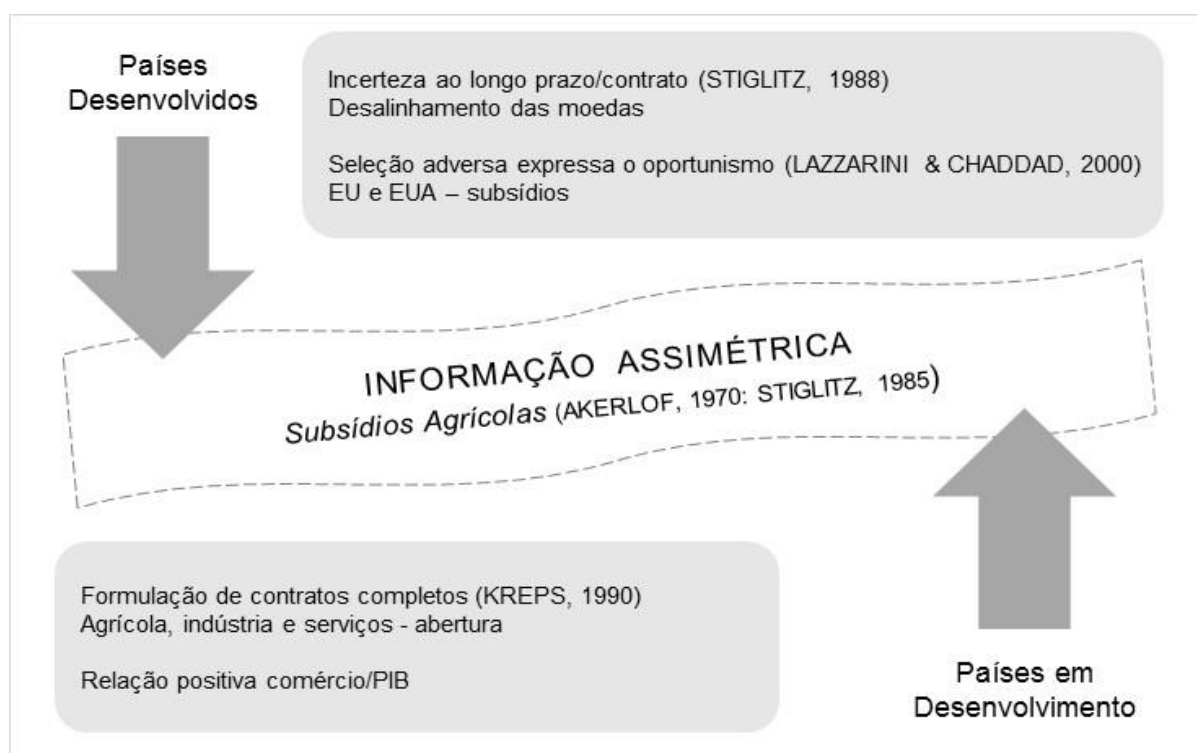 Países
Desenvolvidos
Incerteza ao longo prazo/contrato (STIGLITZ, 1988)
Desalinhamento das moedas
Seleção adversa expressa o oportunismo (LAZZARINI & CHADDAD, 2000)
EU e EUA – subsídios
INFORMAÇÃO ASSIMÉTRICA
Subsídios Agrícolas (AKERLOF, 1970: STIGLITZ, 1985)
Formulação de contratos completos (KREPS, 1990)
Agrícola, indústria e serviços - abertura
Relação positiva comércio/PIB
Países em
Desenvolvimento